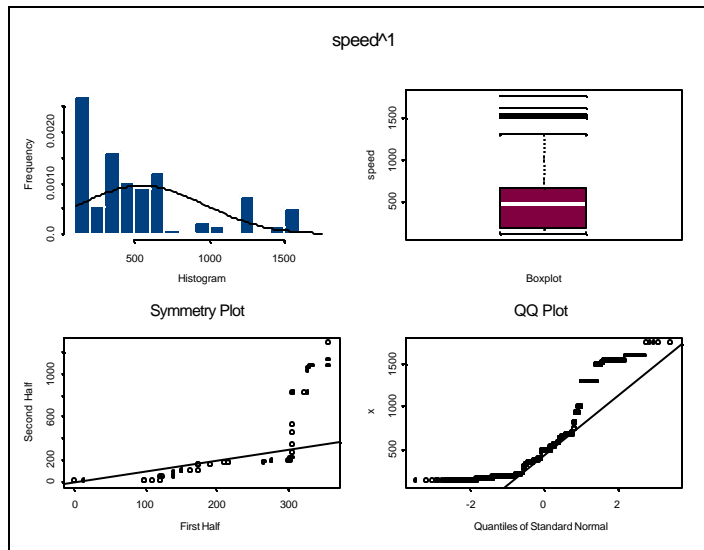 speed^1
Frequency
0.0
0.0010
0.0020
500
1000
1500
Histogram
speed
500
1000
1500
Boxplot
Symmetry Plot
Second Half
0
200
400
600
1000
0
100
200
300
First Half
QQ Plot
x
500
1000
1500
-2
0
2
Quantiles of Standard Normal